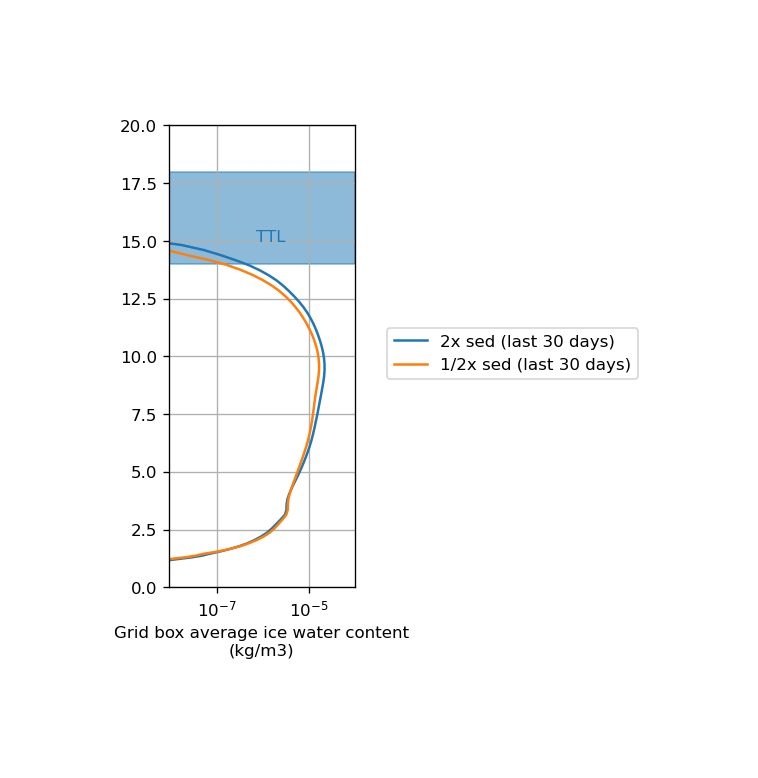 20.0
17.5
TTL
15.0
12.5
2x sed (last 30 days)
10.0
1/2x sed (last 30 days)
7.5
5.0
2.5
0.0
10⁻⁷ 10⁻⁵
Grid box average ice water content
(kg/m3)